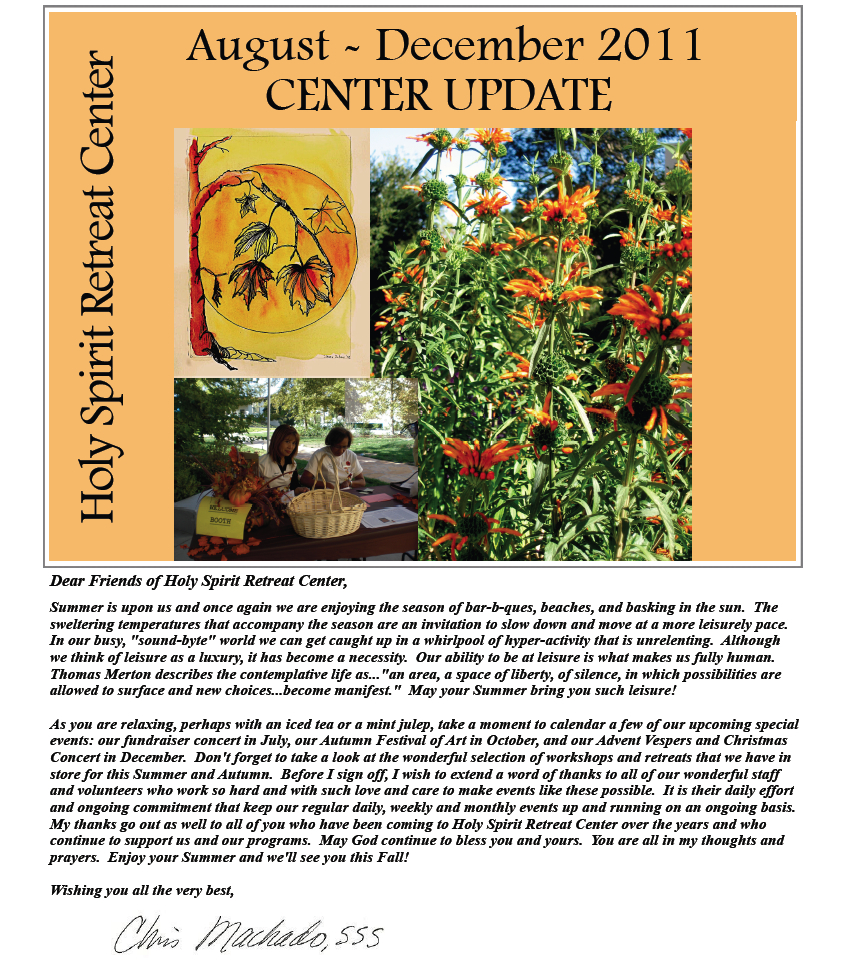 August - December 2011
CENTER UPDATE
Holy Spirit Retreat Center
WELCOME
BOOTH
Dear Friends of Holy Spirit Retreat Center,
Summer is upon us and once again we are enjoying the season of bar-b-ques, beaches, and basking in the sun.  The
sweltering temperatures that accompany the season are an invitation to slow down and move at a more leisurely pace.
In our busy, "sound-byte" world we can get caught up in a whirlpool of hyper-activity that is unrelenting.  Although
we think of leisure as a luxury, it has become a necessity.  Our ability to be at leisure is what makes us fully human.
Thomas Merton describes the contemplative life as..."an area, a space of liberty, of silence, in which possibilities are
allowed to surface and new choices...become manifest."  May your Summer bring you such leisure!
As you are relaxing, perhaps with an iced tea or a mint julep, take a moment to calendar a few of our upcoming special
events: our fundraiser concert in July, our Autumn Festival of Art in October, and our Advent Vespers and Christmas
Concert in December.  Don't forget to take a look at the wonderful selection of workshops and retreats that we have in
store for this Summer and Autumn.  Before I sign off, I wish to extend a word of thanks to all of our wonderful staff
and volunteers who work so hard and with such love and care to make events like these possible.  It is their daily effort
and ongoing commitment that keep our regular daily, weekly and monthly events up and running on an ongoing basis.
My thanks go out as well to all of you who have been coming to Holy Spirit Retreat Center over the years and who
continue to support us and our programs.  May God continue to bless you and yours.  You are all in my thoughts and
prayers.  Enjoy your Summer and we'll see you this Fall!
Wishing you all the very best,
Chris Machado, SSS